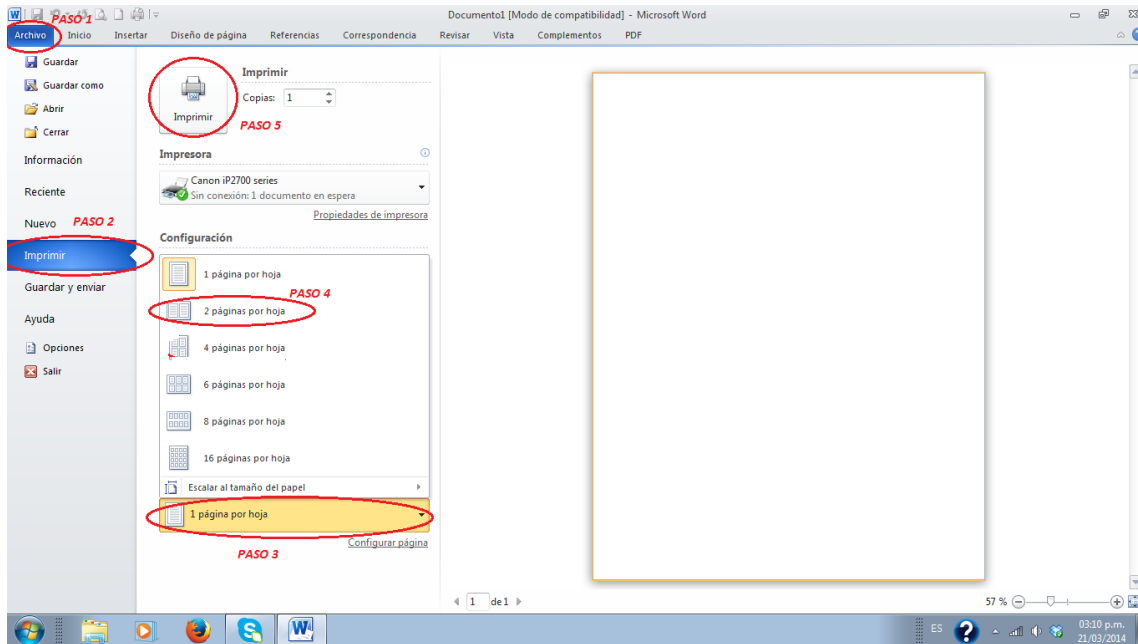 Documento1 [Modo de compatibilidad] - Microsoft Word
PASO 1
Archivo Inicio Insertar Diseño de página Referencias Correspondencia Revisar Vista Complementos PDF
Guardar
Guardar como
Abrir
Cerrar
Información
Reciente
Nuevo
PASO 2
Imprimir
Guardar y enviar
Ayuda
Opciones
Salir
Imprimir
Imprimir
Copias: 1
PASO 5
Impresora
Canon iP2700 series
Sin conexión: 1 documento en espera
Propiedades de impresora
Configuración
1 página por hoja
PASO 4
2 páginas por hoja
4 páginas por hoja
6 páginas por hoja
8 páginas por hoja
16 páginas por hoja
Escalar al tamaño del papel
1 página por hoja
PASO 3
Configurar página
1 de 1
57 %
ES
03:10 p.m.
21/03/2014